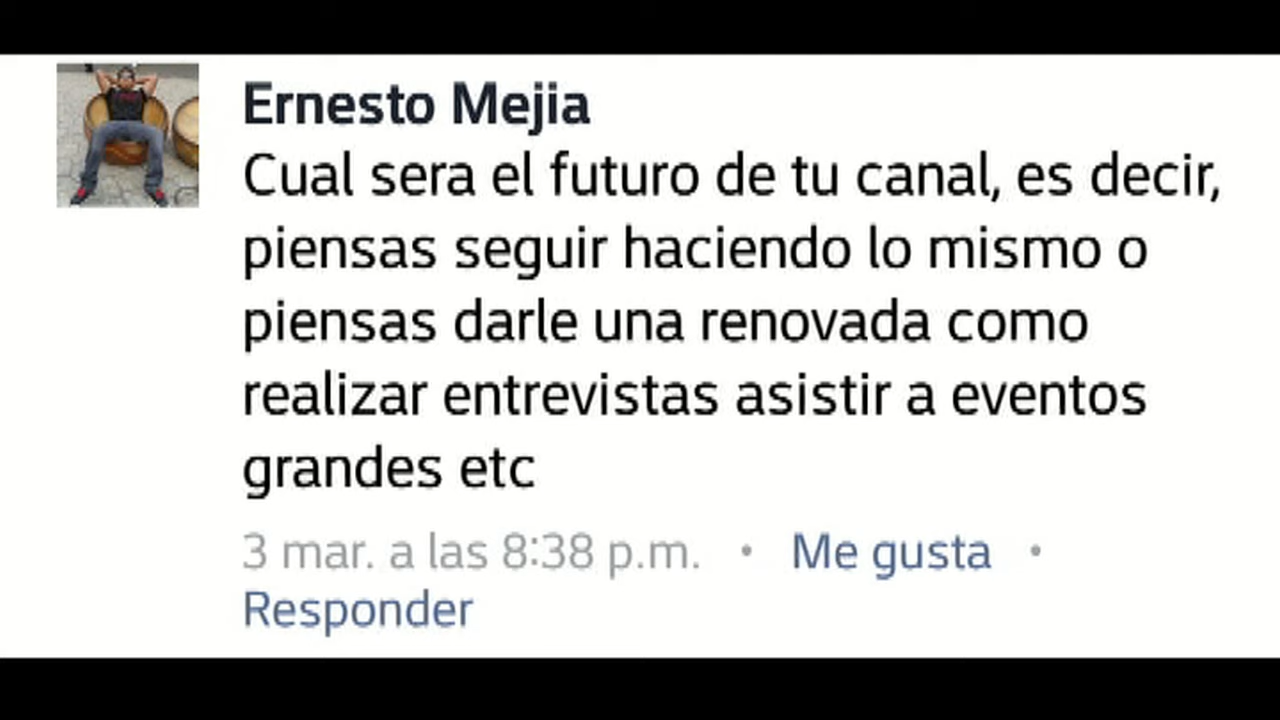 Ernesto Mejia
Cual sera el futuro de tu canal, es decir,
piensas seguir haciendo lo mismo o
piensas darle una renovada como
realizar entrevistas asistir a eventos
grandes etc
3 mar. a las 8:38 p.m. • Me gusta •
Responder